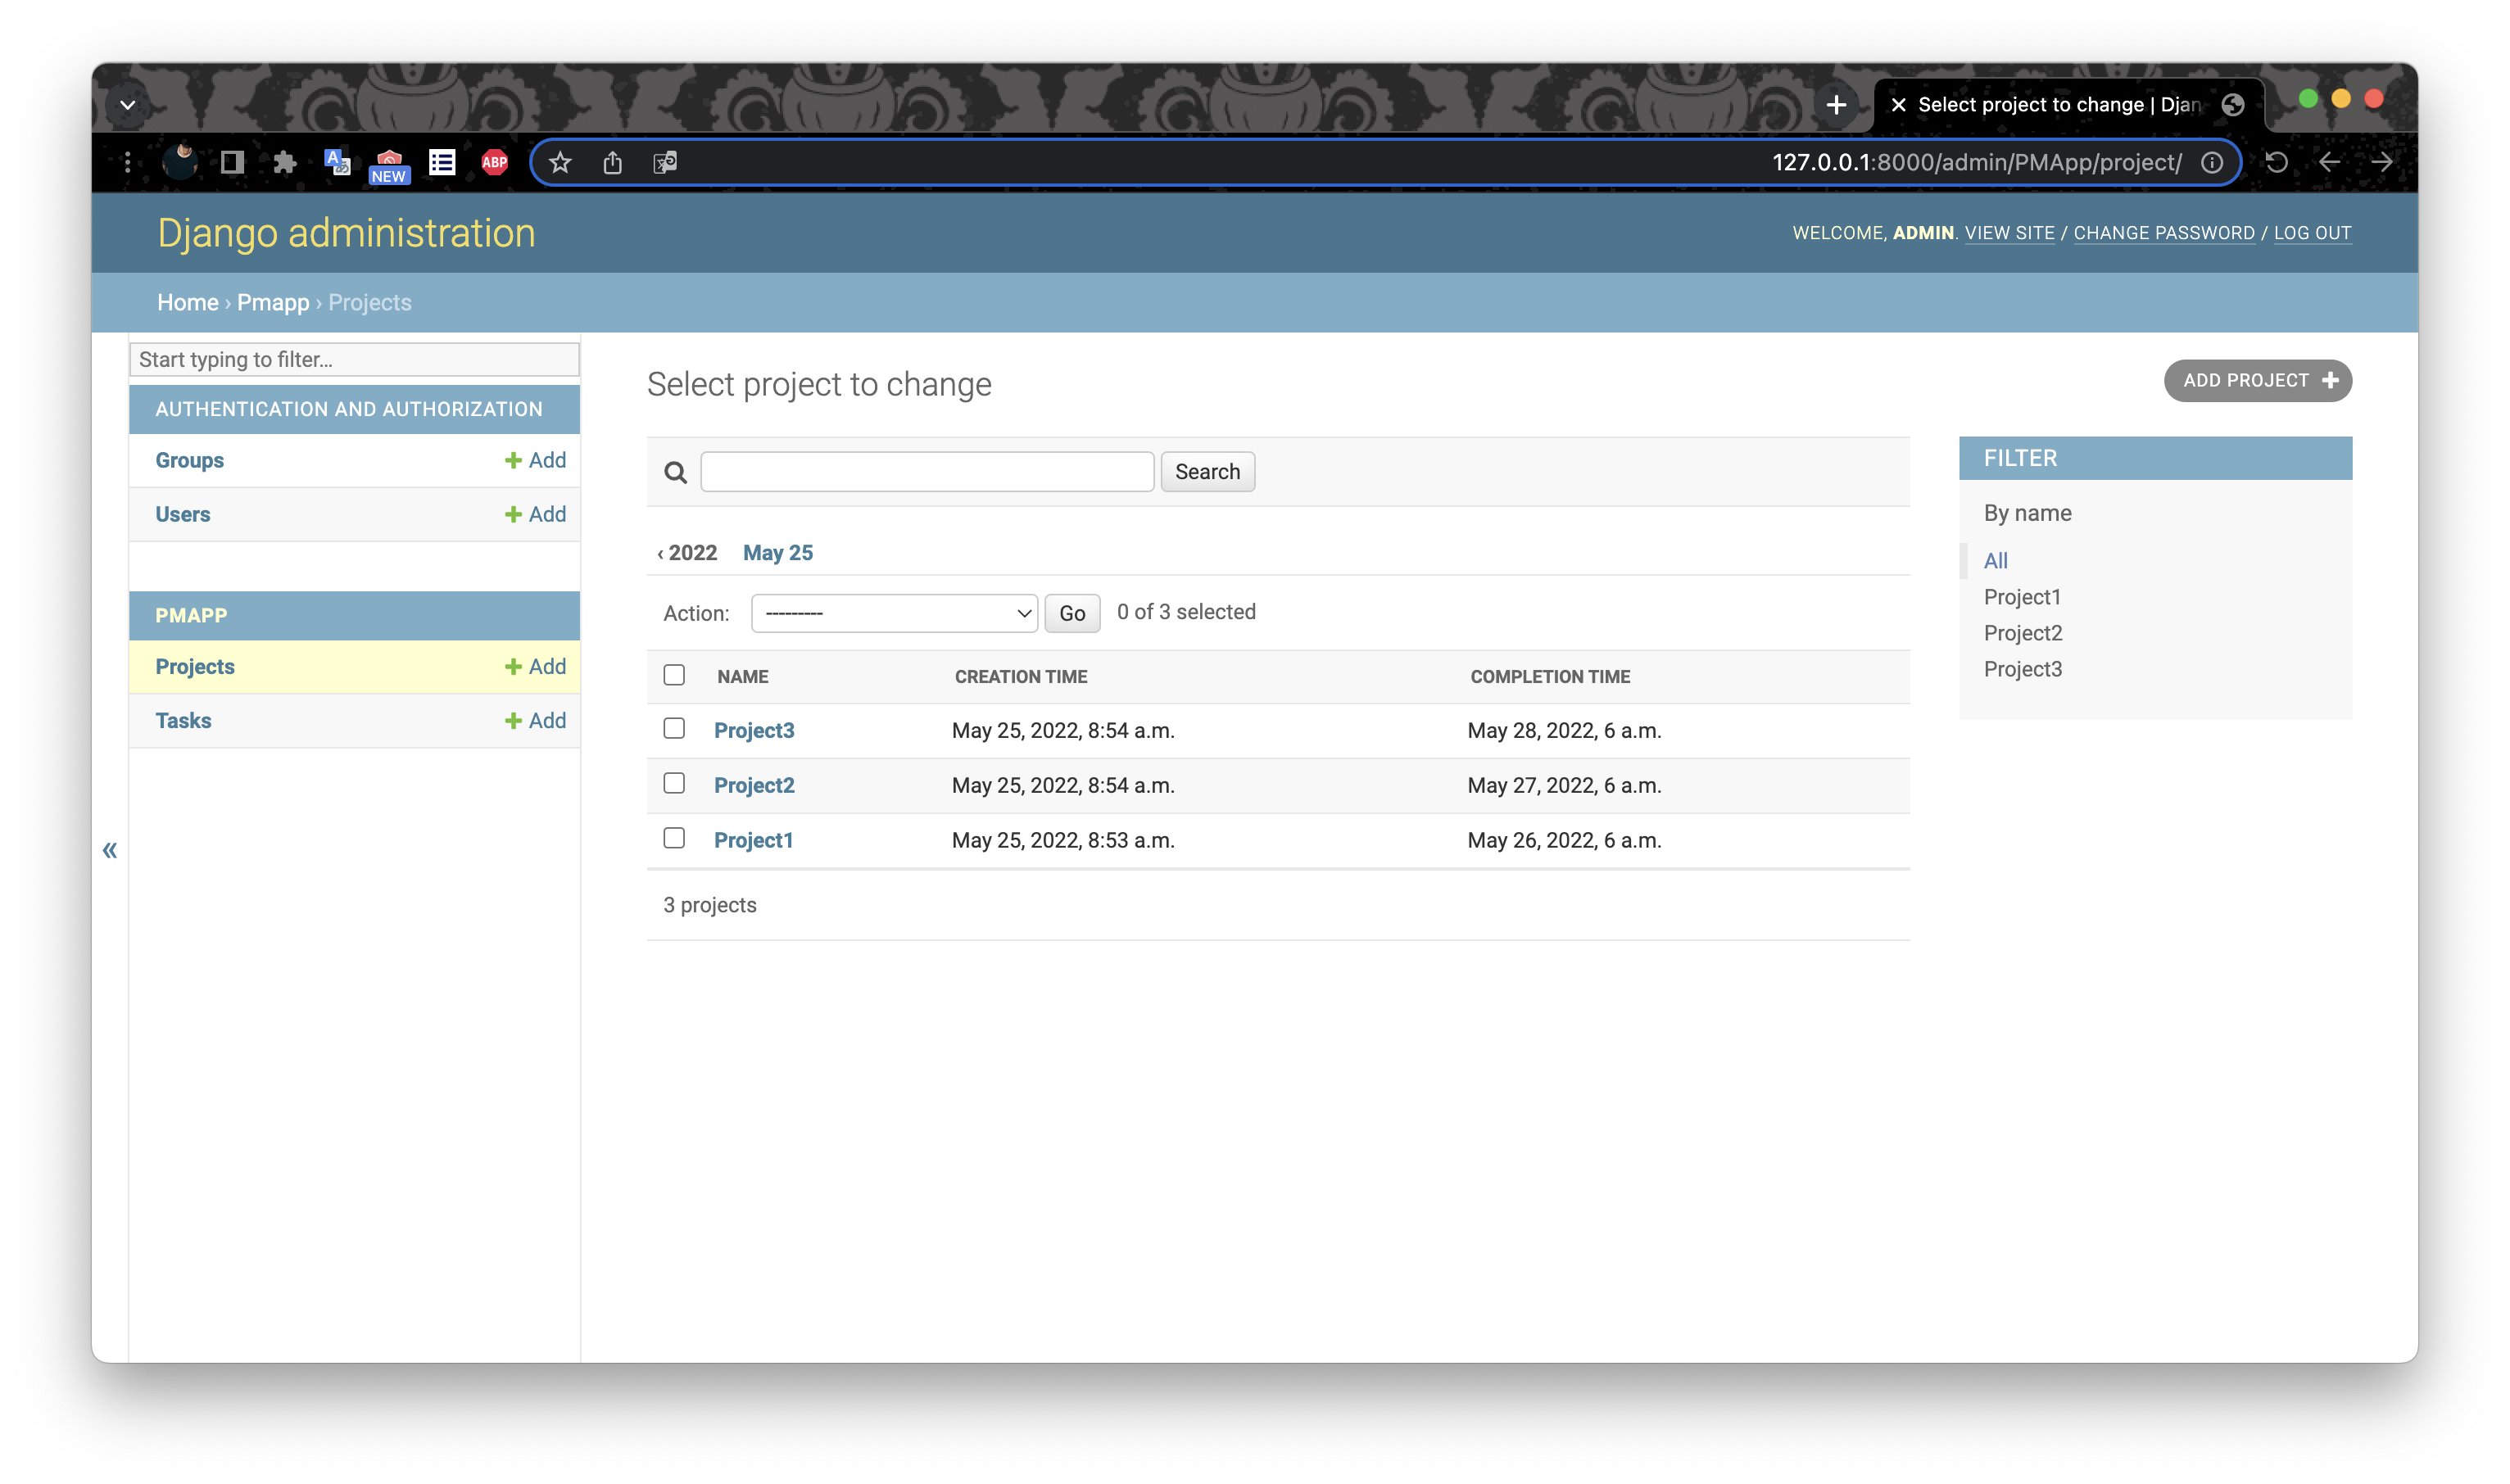 Select project to change | Djan
NEW
ABP
127.0.0.1:8000/admin/PMApp/project/
Django administration
WELCOME, ADMIN. VIEW SITE / CHANGE PASSWORD / LOG OUT
Home › Pmapp › Projects
Start typing to filter...
AUTHENTICATION AND AUTHORIZATION
Groups + Add
Users + Add
PMAPP
Projects + Add
Tasks + Add
«
Select project to change
ADD PROJECT +
Search
‹ 2022 May 25
Action: --------- Go 0 of 3 selected
NAME CREATION TIME COMPLETION TIME
Project3 May 25, 2022, 8:54 a.m. May 28, 2022, 6 a.m.
Project2 May 25, 2022, 8:54 a.m. May 27, 2022, 6 a.m.
Project1 May 25, 2022, 8:53 a.m. May 26, 2022, 6 a.m.
3 projects
FILTER
By name
All
Project1
Project2
Project3